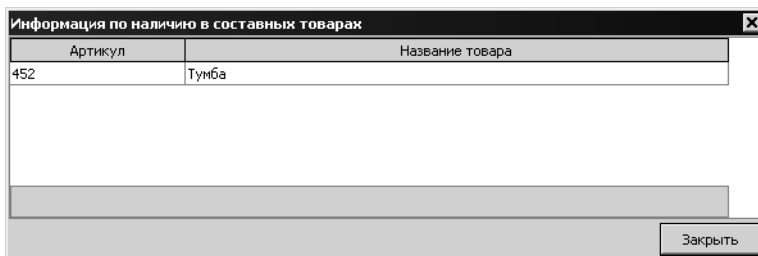 Информация по наличию в составных товарах
Артикул Название товара
452 Тумба
Закрыть